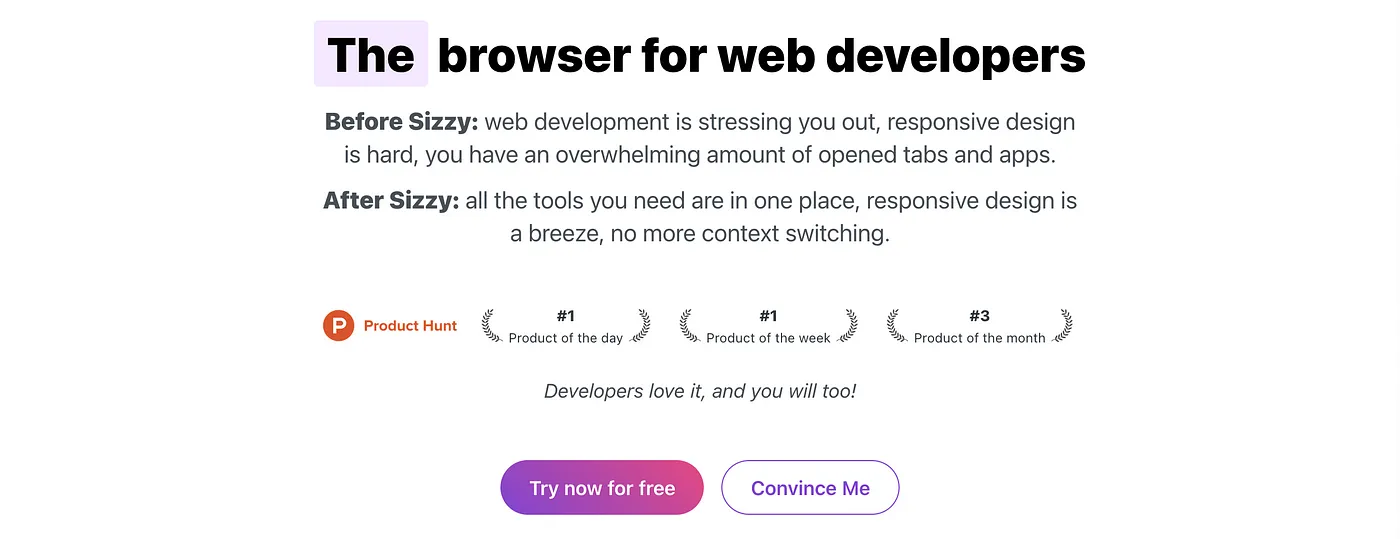 The browser for web developers
Before Sizzy: web development is stressing you out, responsive design
is hard, you have an overwhelming amount of opened tabs and apps.
After Sizzy: all the tools you need are in one place, responsive design is
a breeze, no more context switching.
P Product Hunt
#1
Product of the day
#1
Product of the week
#3
Product of the month
Developers love it, and you will too!
Try now for free
Convince Me